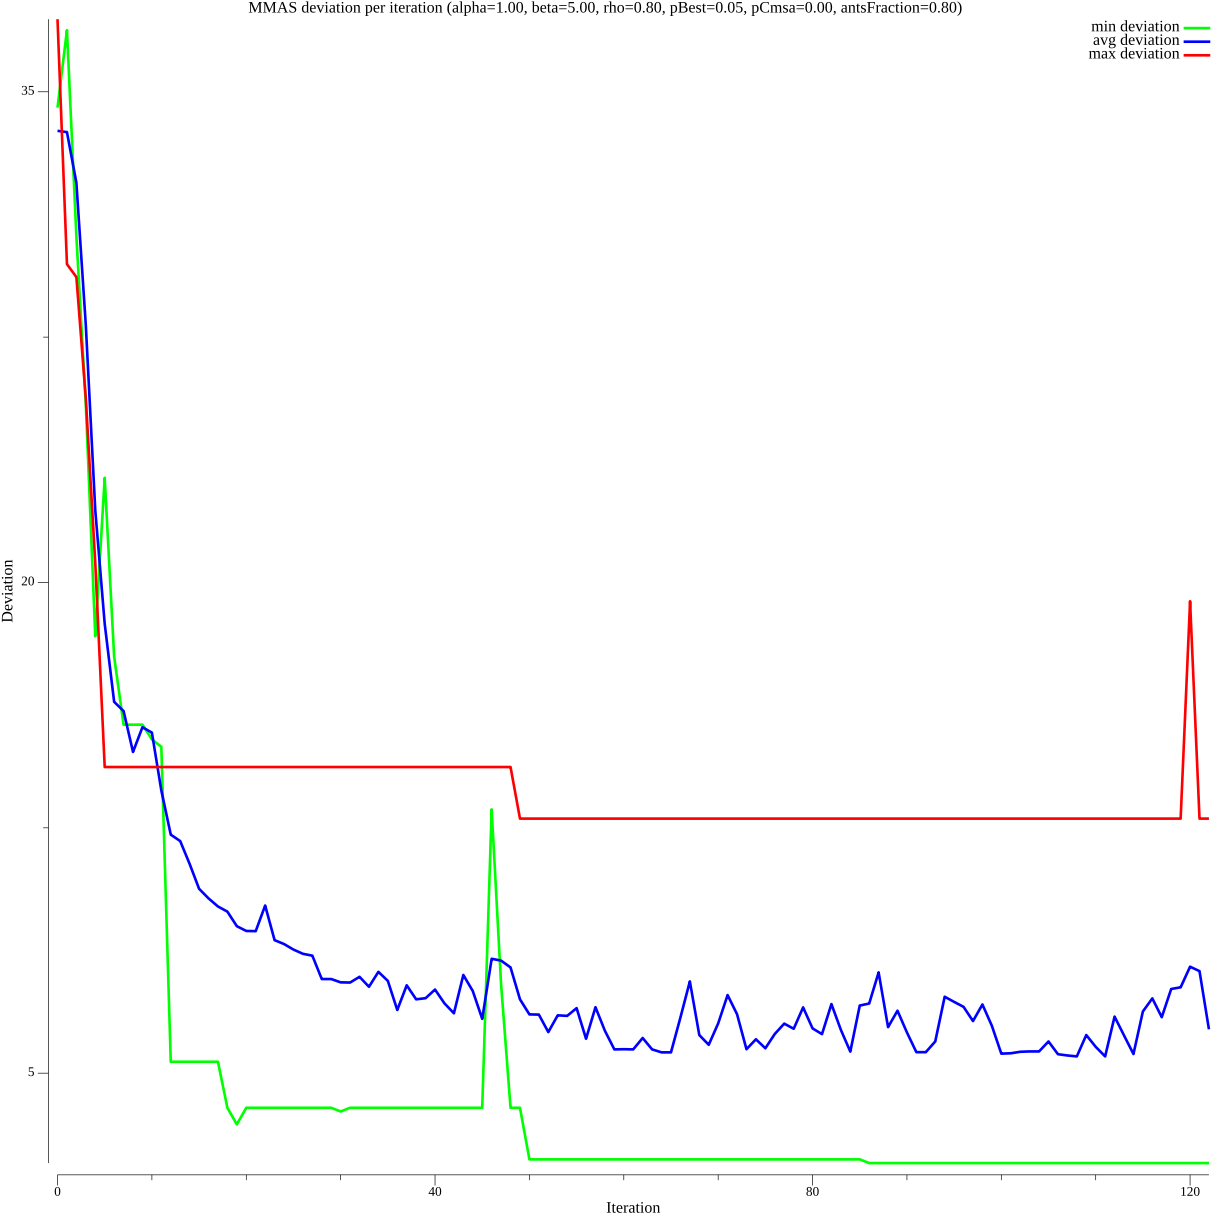 MMAS deviation per iteration (alpha=1.00, beta=5.00, rho=0.80, pBest=0.05, pCmsa=0.00, antsFraction=0.80)
min deviation
avg deviation
max deviation
35
20
5
Deviation
0
40
80
120
Iteration